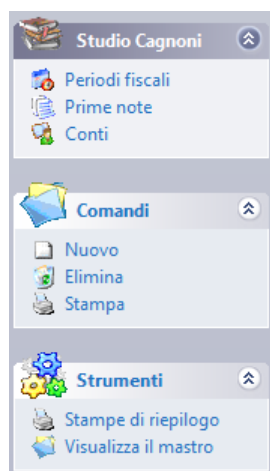 Studio Cagnoni
Periodi fiscali
Prime note
Conti
Comandi
Nuovo
Elimina
Stampa
Strumenti
Stampe di riepilogo
Visualizza il mastro